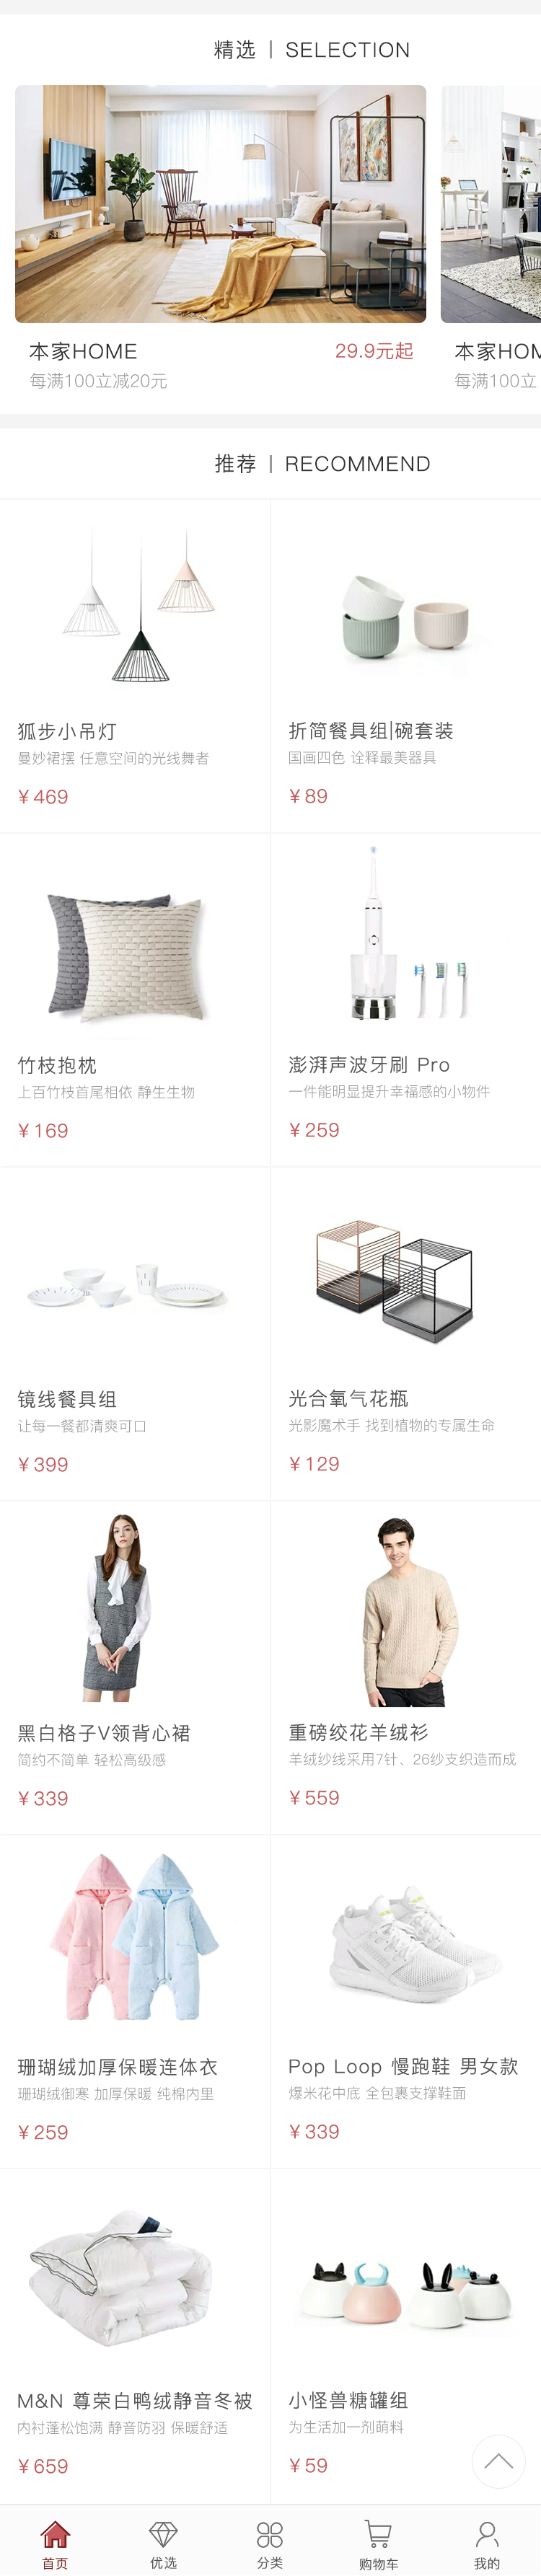 精选 | SELECTION
本家HOME
29.9元起
本家HOM
每满100立减20元
每满100立
推荐 | RECOMMEND
狐步小吊灯
曼妙裙摆 任意空间的光线舞者
¥469
折简餐具组|碗套装
国画四色 诠释最美器具
¥89
竹枝抱枕
上百竹枝首尾相依 静生生物
¥169
澎湃声波牙刷 Pro
一件能明显提升幸福感的小物件
¥259
镜线餐具组
让每一餐都清爽可口
¥399
光合氧气花瓶
光影魔术手 找到植物的专属生命
¥129
黑白格子V领背心裙
简约不简单 轻松高级感
¥339
重磅绞花羊绒衫
羊绒纱线采用7针、26纱支织造而成
¥559
珊瑚绒加厚保暖连体衣
珊瑚绒御寒 加厚保暖 纯棉内里
¥259
Pop Loop 慢跑鞋 男女款
爆米花中底 全包裹支撑鞋面
¥339
M&N 尊荣白鸭绒静音冬被
内衬蓬松饱满 静音防羽 保暖舒适
¥659
小怪兽糖罐组
为生活加一剂萌料
¥59
首页 优选 分类 购物车 我的